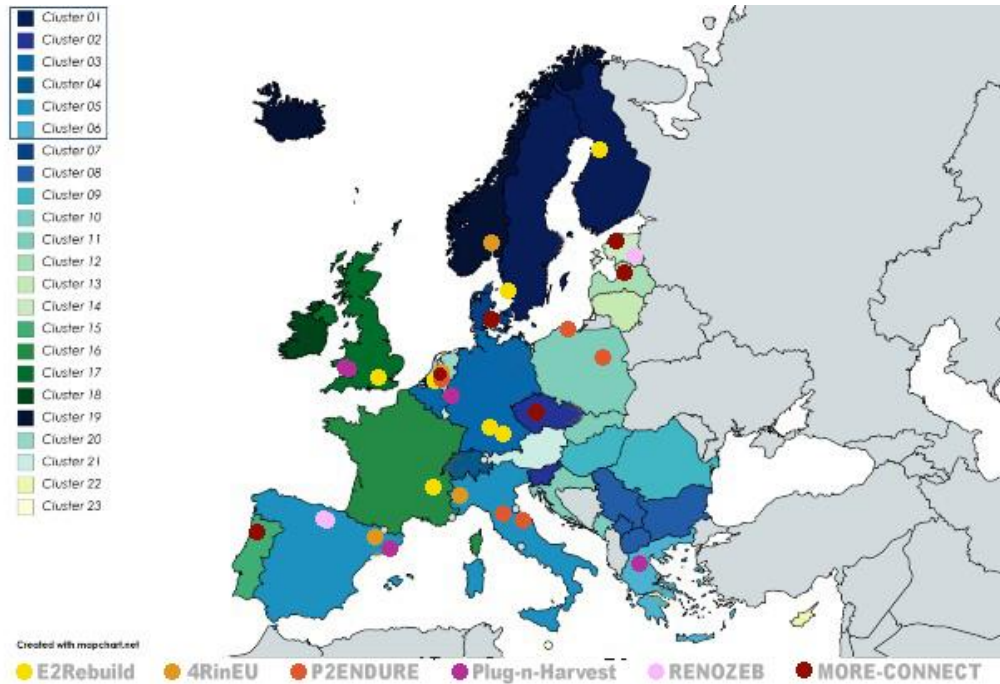 Cluster 01
Cluster 02
Cluster 03
Cluster 04
Cluster 05
Cluster 06
Cluster 07
Cluster 08
Cluster 09
Cluster 10
Cluster 11
Cluster 12
Cluster 13
Cluster 14
Cluster 15
Cluster 16
Cluster 17
Cluster 18
Cluster 19
Cluster 20
Cluster 21
Cluster 22
Cluster 23
Created with mapchart.net
E2Rebuild 4RinEU P2ENDURE Plug-n-Harvest RENOZEB MORE-CONNECT